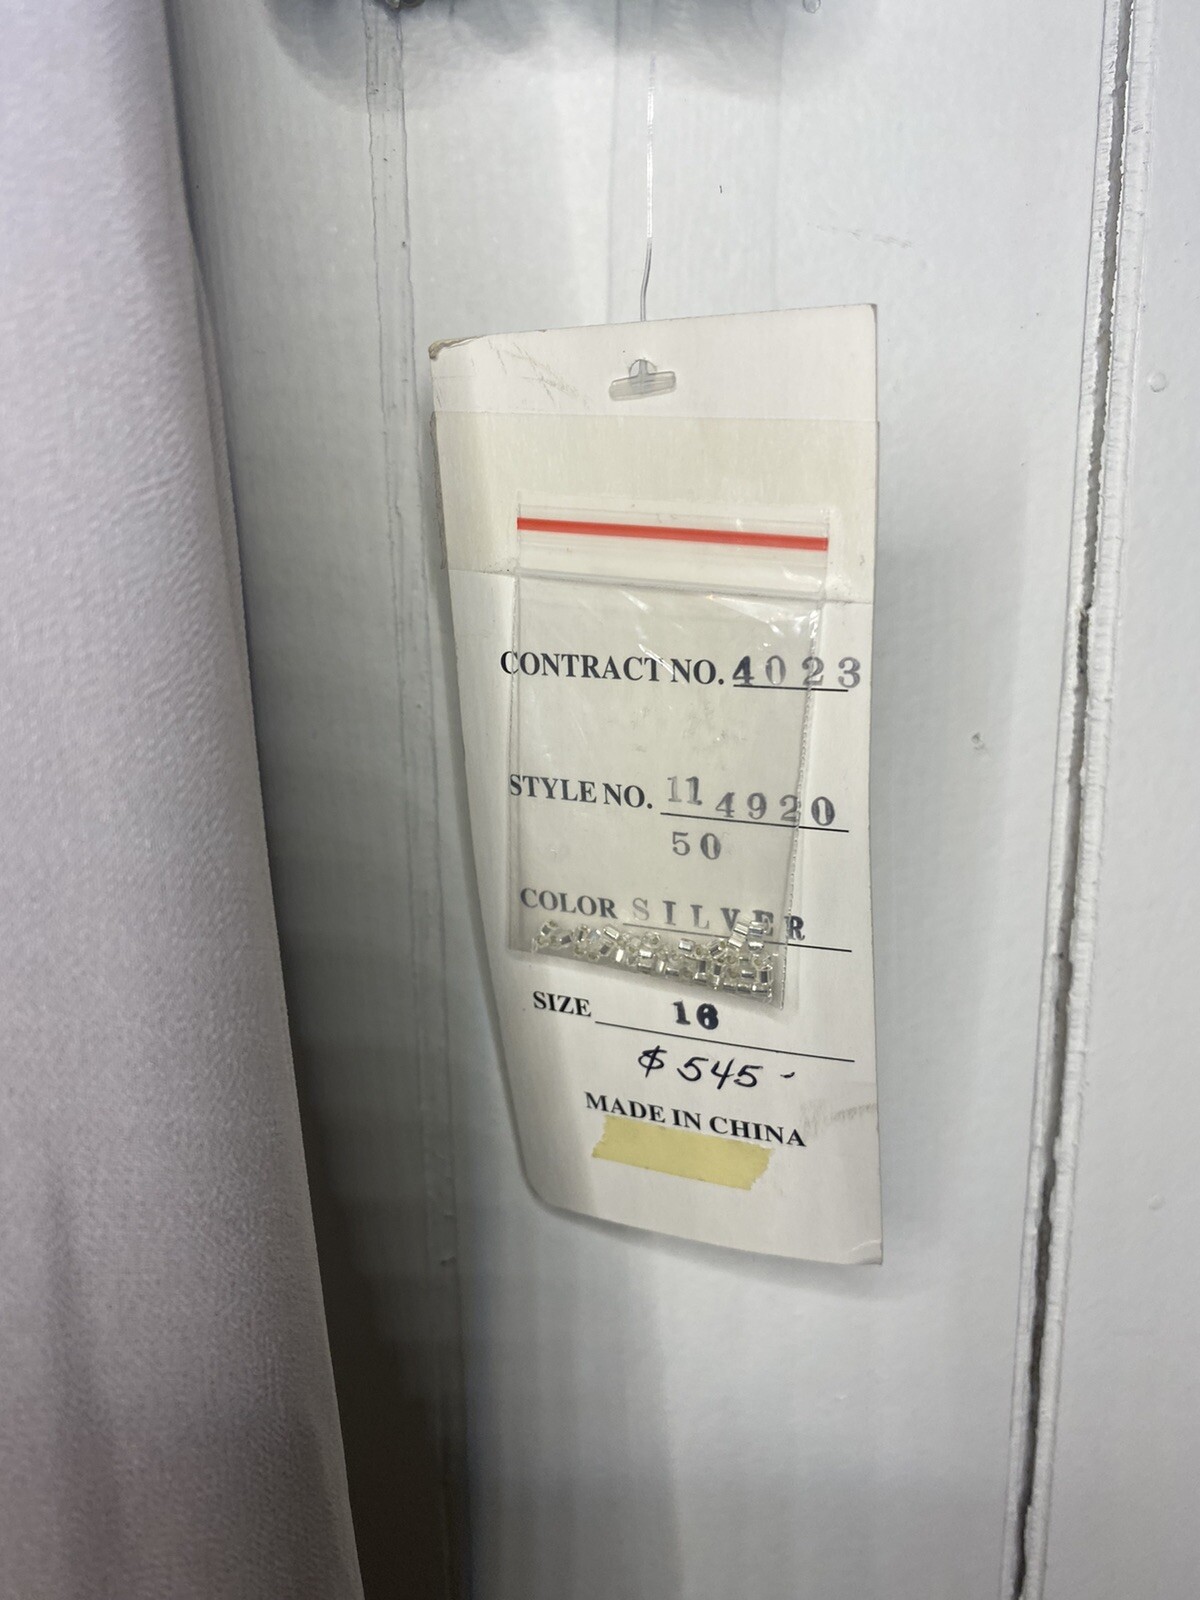 CONTRACT NO. 4023
STYLE NO. 114920
50
COLOR SILVER
SIZE 16
$545-
MADE IN CHINA